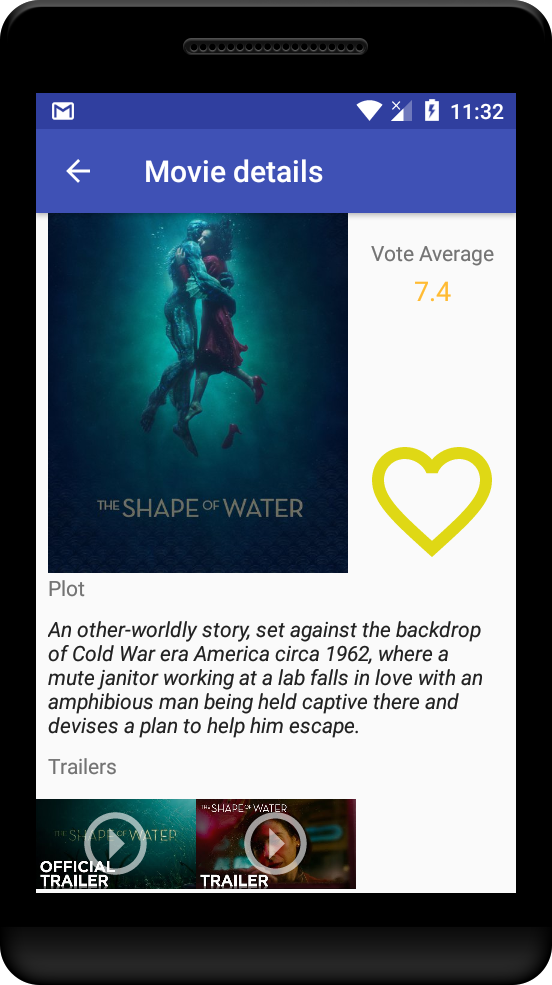 11:32
Movie details
Vote Average
7.4
THE SHAPE OF WATER
Plot
An other-worldly story, set against the backdrop
of Cold War era America circa 1962, where a
mute janitor working at a lab falls in love with an
amphibious man being held captive there and
devises a plan to help him escape.
Trailers
THE SHAPE OF WATER
OFFICIAL
TRAILER
THE SHAPE OF WATER
TRAILER